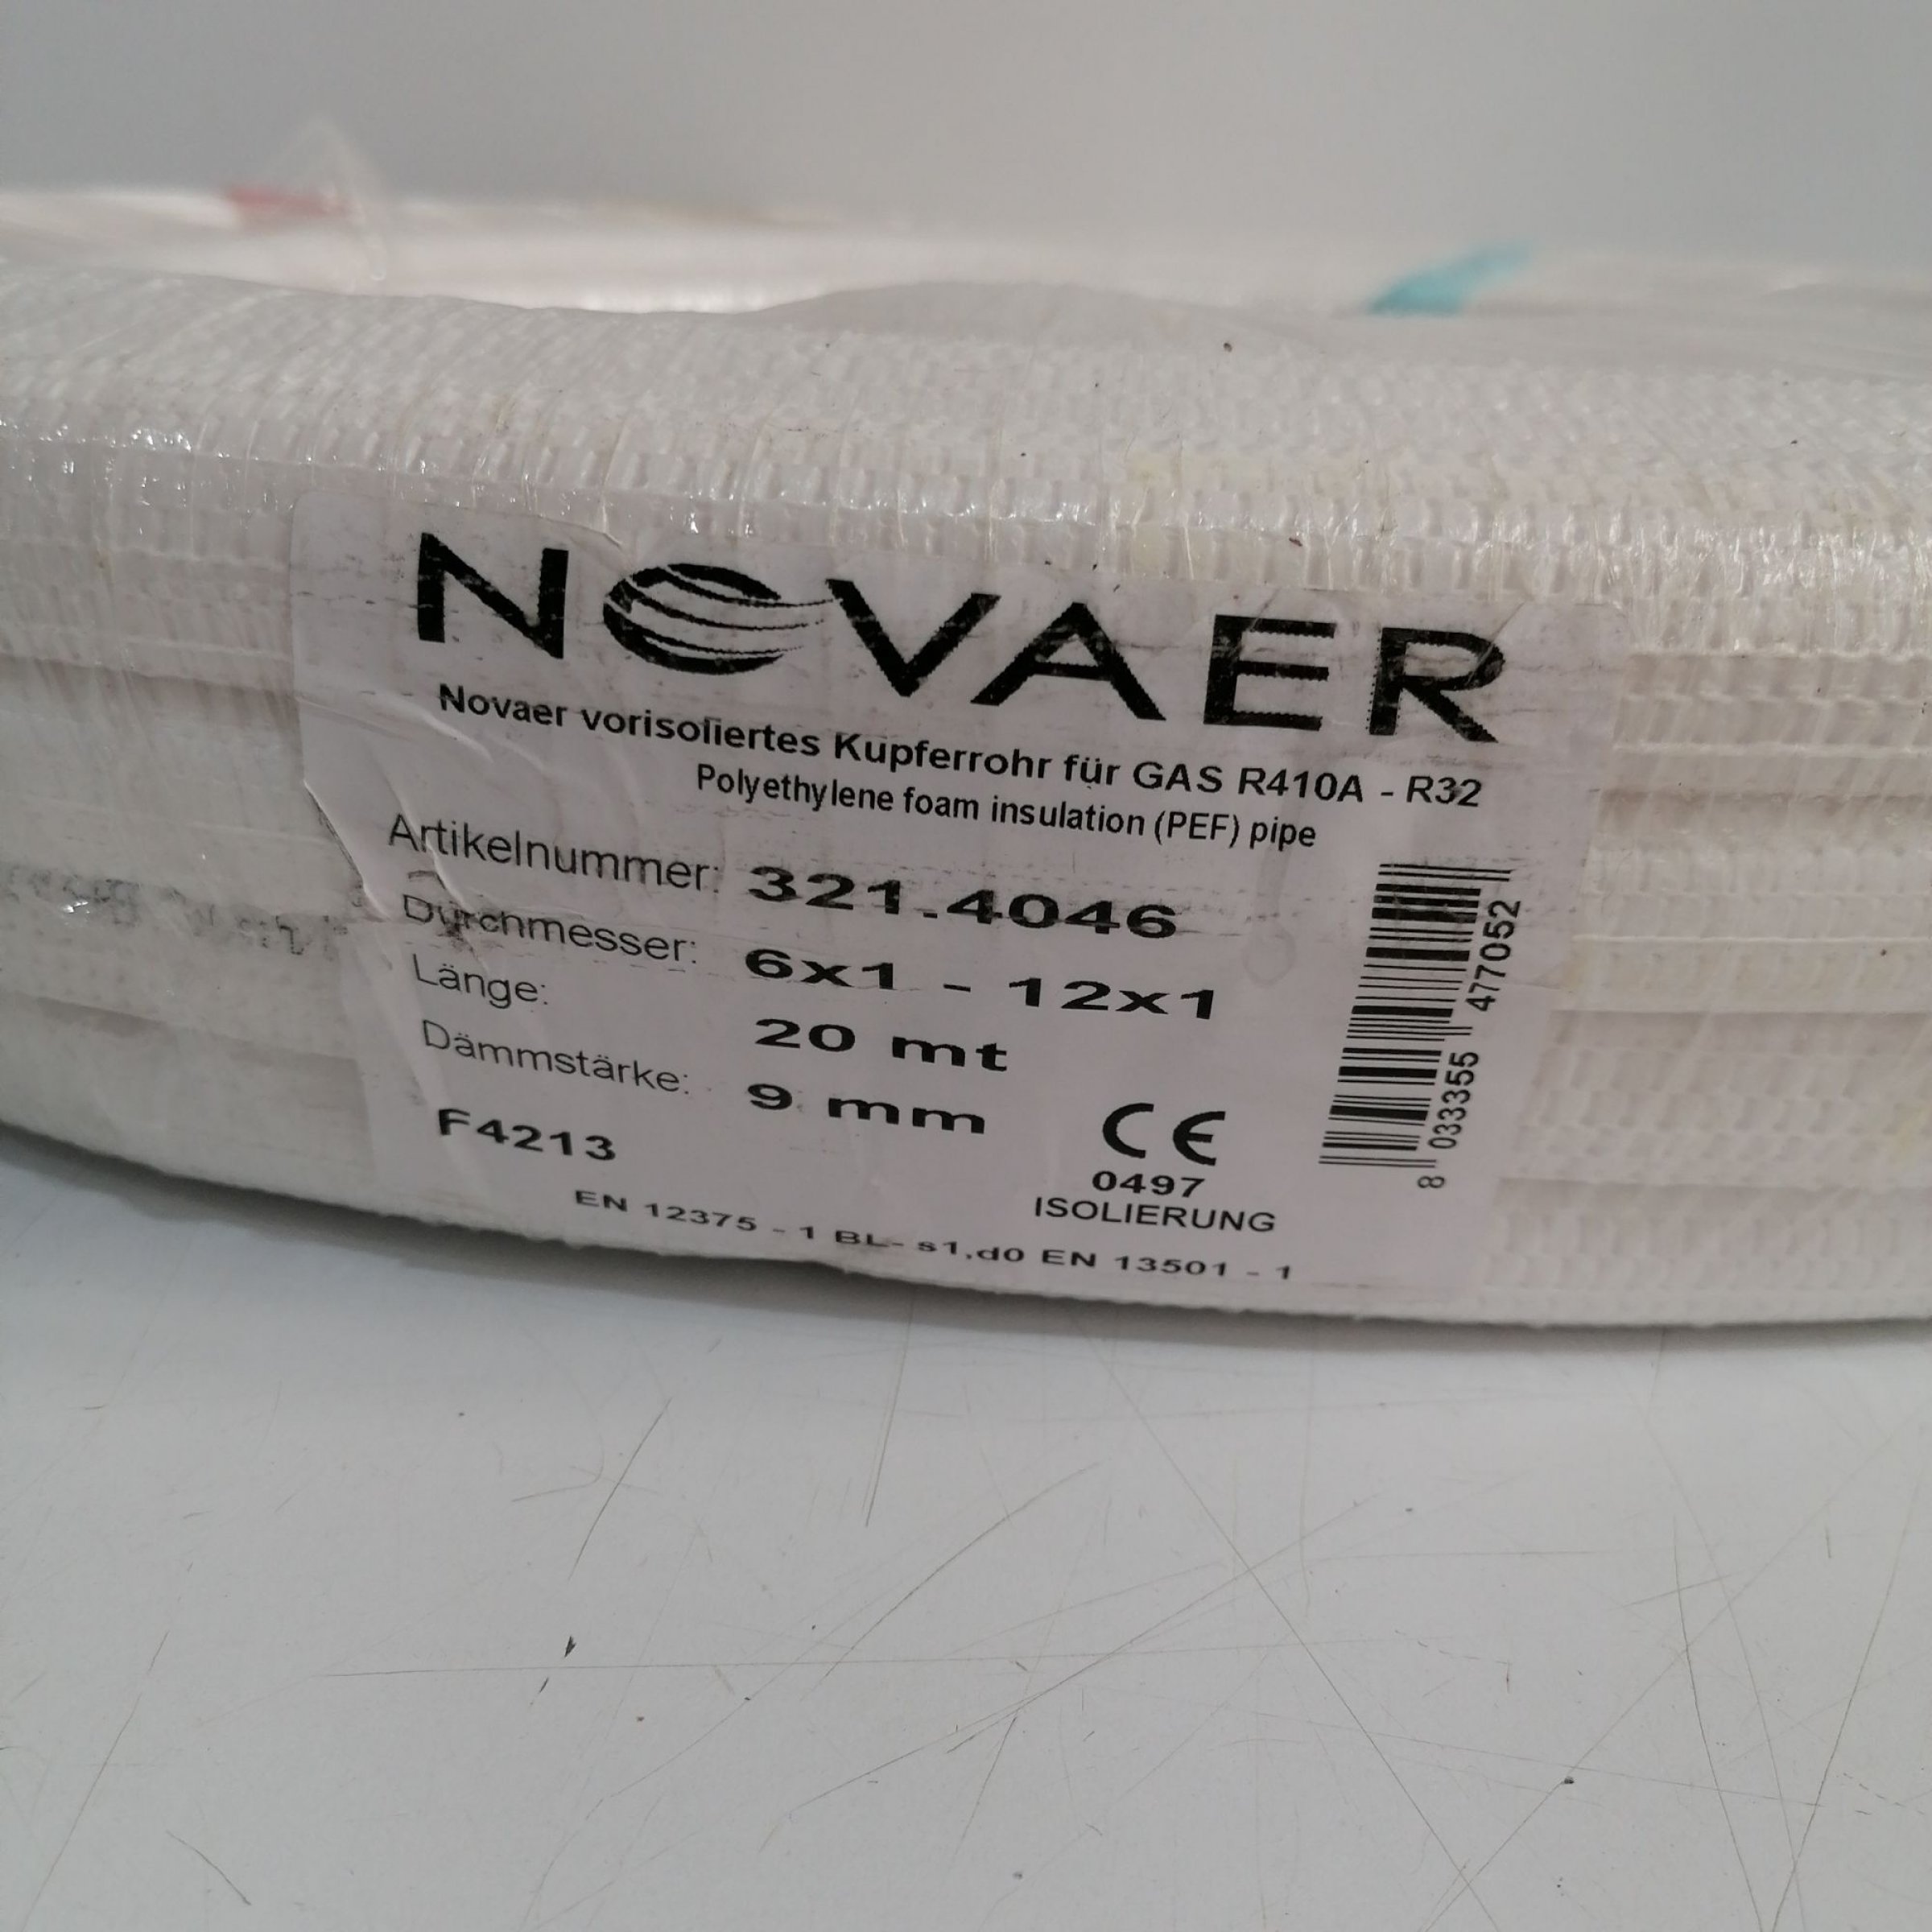 NOVAER
Novaer vorisoliertes Kupferrohr für GAS R410A - R32
Polyethylene foam insulation (PEF) pipe
Artikelnummer: 321.4046
Durchmesser: 6x1 - 12x1
Länge: 20 mt
Dämmstärke: 9 mm
F4213
CE
0497
ISOLIERUNG
EN 12375 - 1 BL- s1,d0 EN 13501 - 1
8 033355 477052